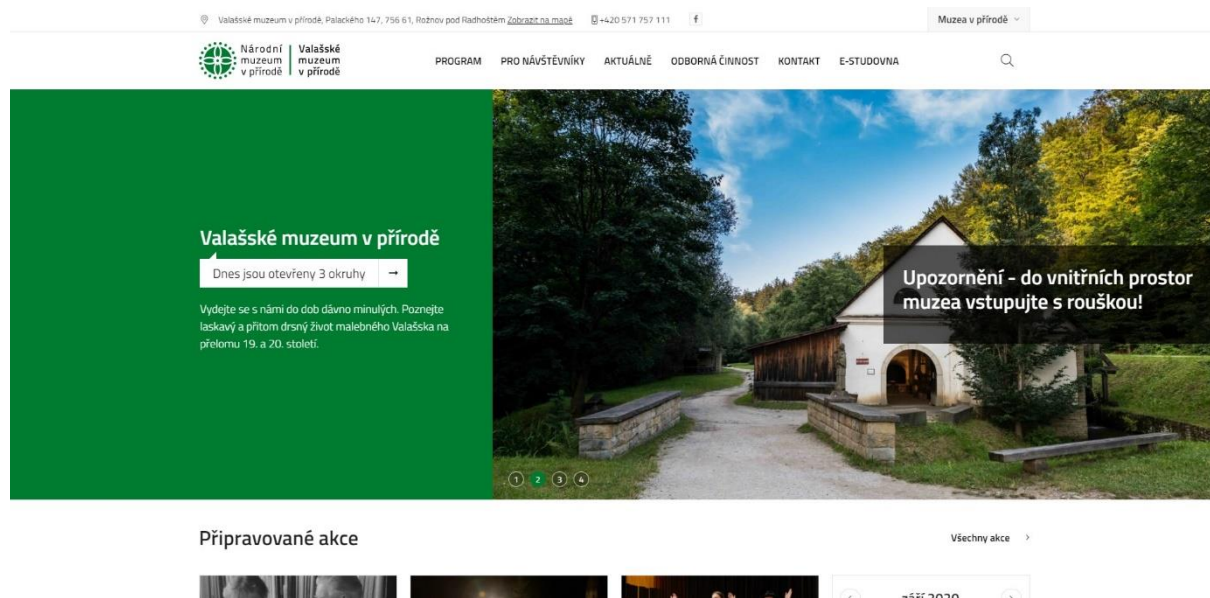 Valašské muzeum v přírodě, Palackého 147, 756 61, Rožnov pod Radhoštěm Zobrazit na mapě +420 571 757 111 f Muzea v přírodě
Národní muzeum v přírodě
Valašské muzeum v přírodě
PROGRAM PRO NÁVŠTĚVNÍKY AKTUÁLNĚ ODBORNÁ ČINNOST KONTAKT E-STUDOVNA
Valašské muzeum v přírodě
Dnes jsou otevřeny 3 okruhy →
Vydejte se s námi do dob dávno minulých. Poznejte
laskavý a přitom drsný život malebného Valašska na
přelomu 19. a 20. století.
Upozornění - do vnitřních prostor
muzea vstupujte s rouškou!
1 2 3 4
Připravované akce Všechny akce
září 2020